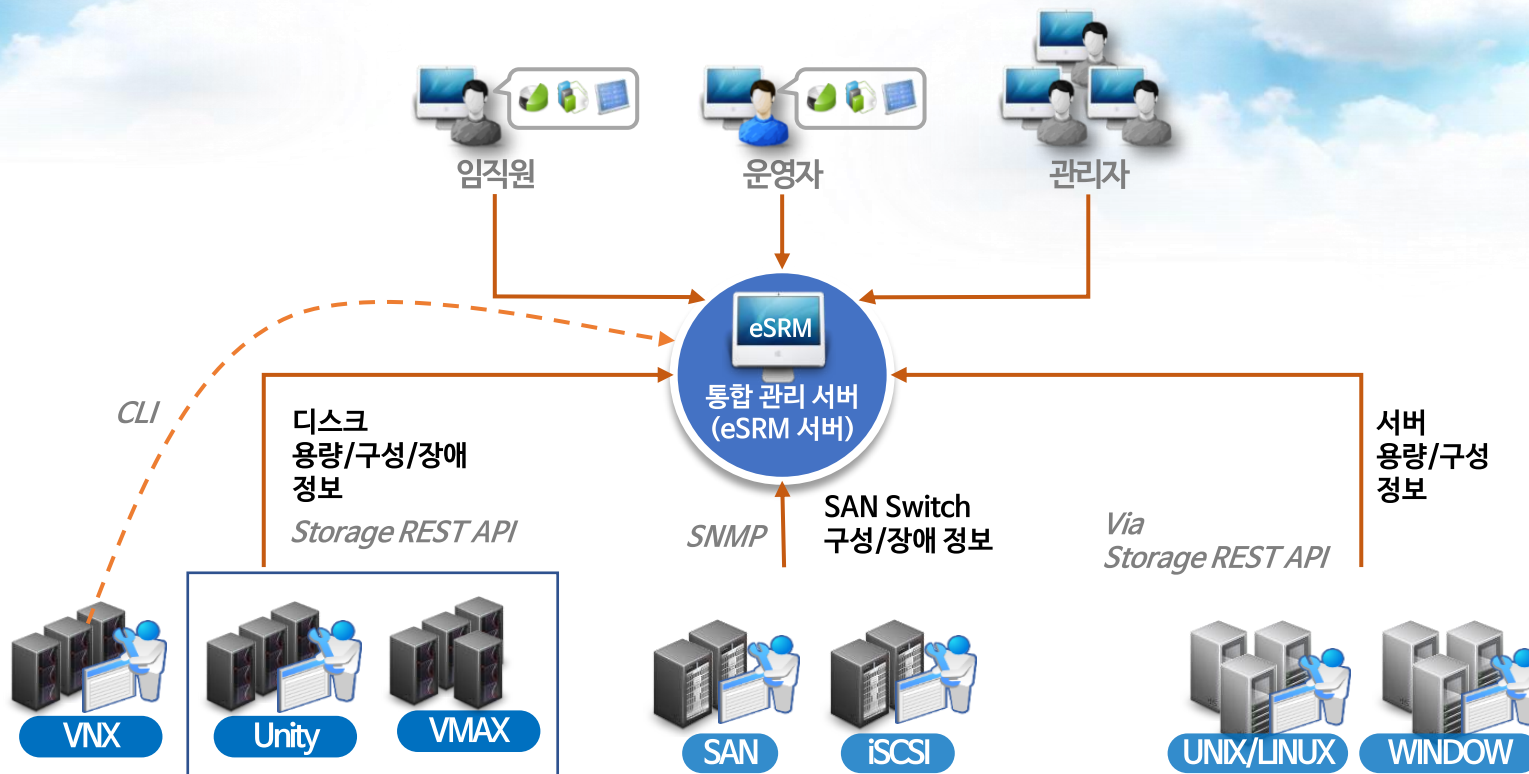 임직원
운영자
관리자
eSRM
통합 관리 서버
(eSRM 서버)
CLI
디스크
용량/구성/장애
정보
Storage REST API
SNMP
SAN Switch
구성/장애 정보
서버
용량/구성
정보
Via
Storage REST API
VNX
Unity
VMAX
SAN
iSCSI
UNIX/LINUX
WINDOW